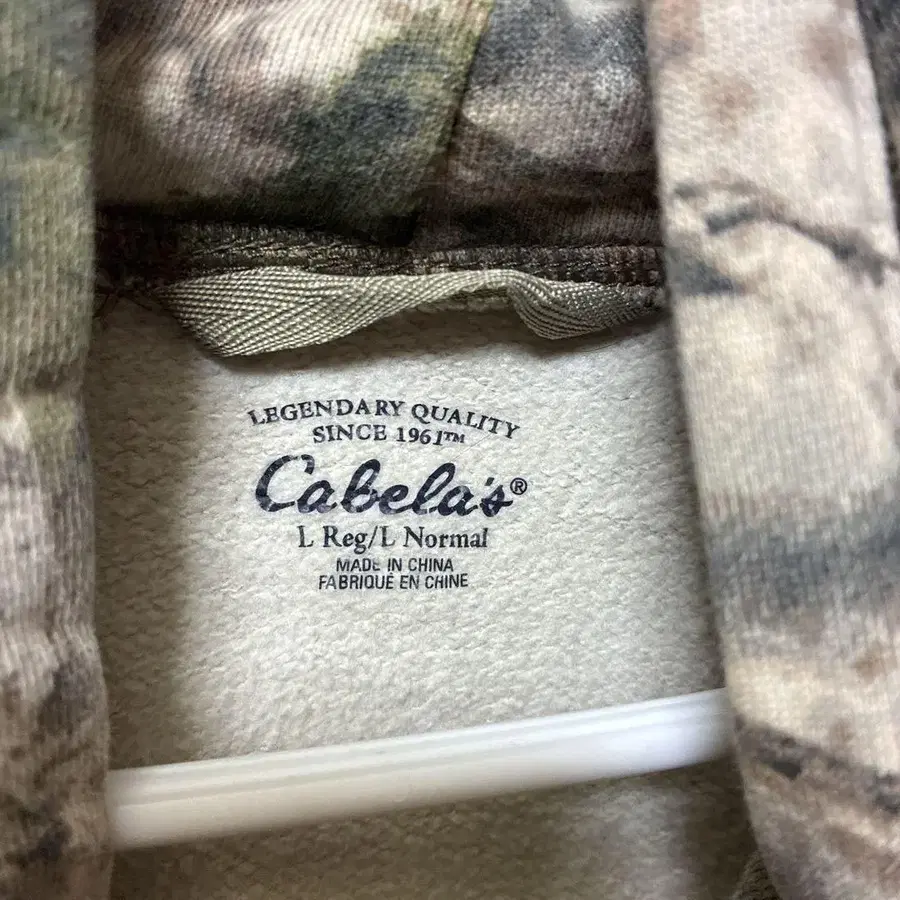 LEGENDARY QUALITY
SINCE 1961™
Cabela's®
L Reg/L Normal
MADE IN CHINA
FABRIQUÉ EN CHINE